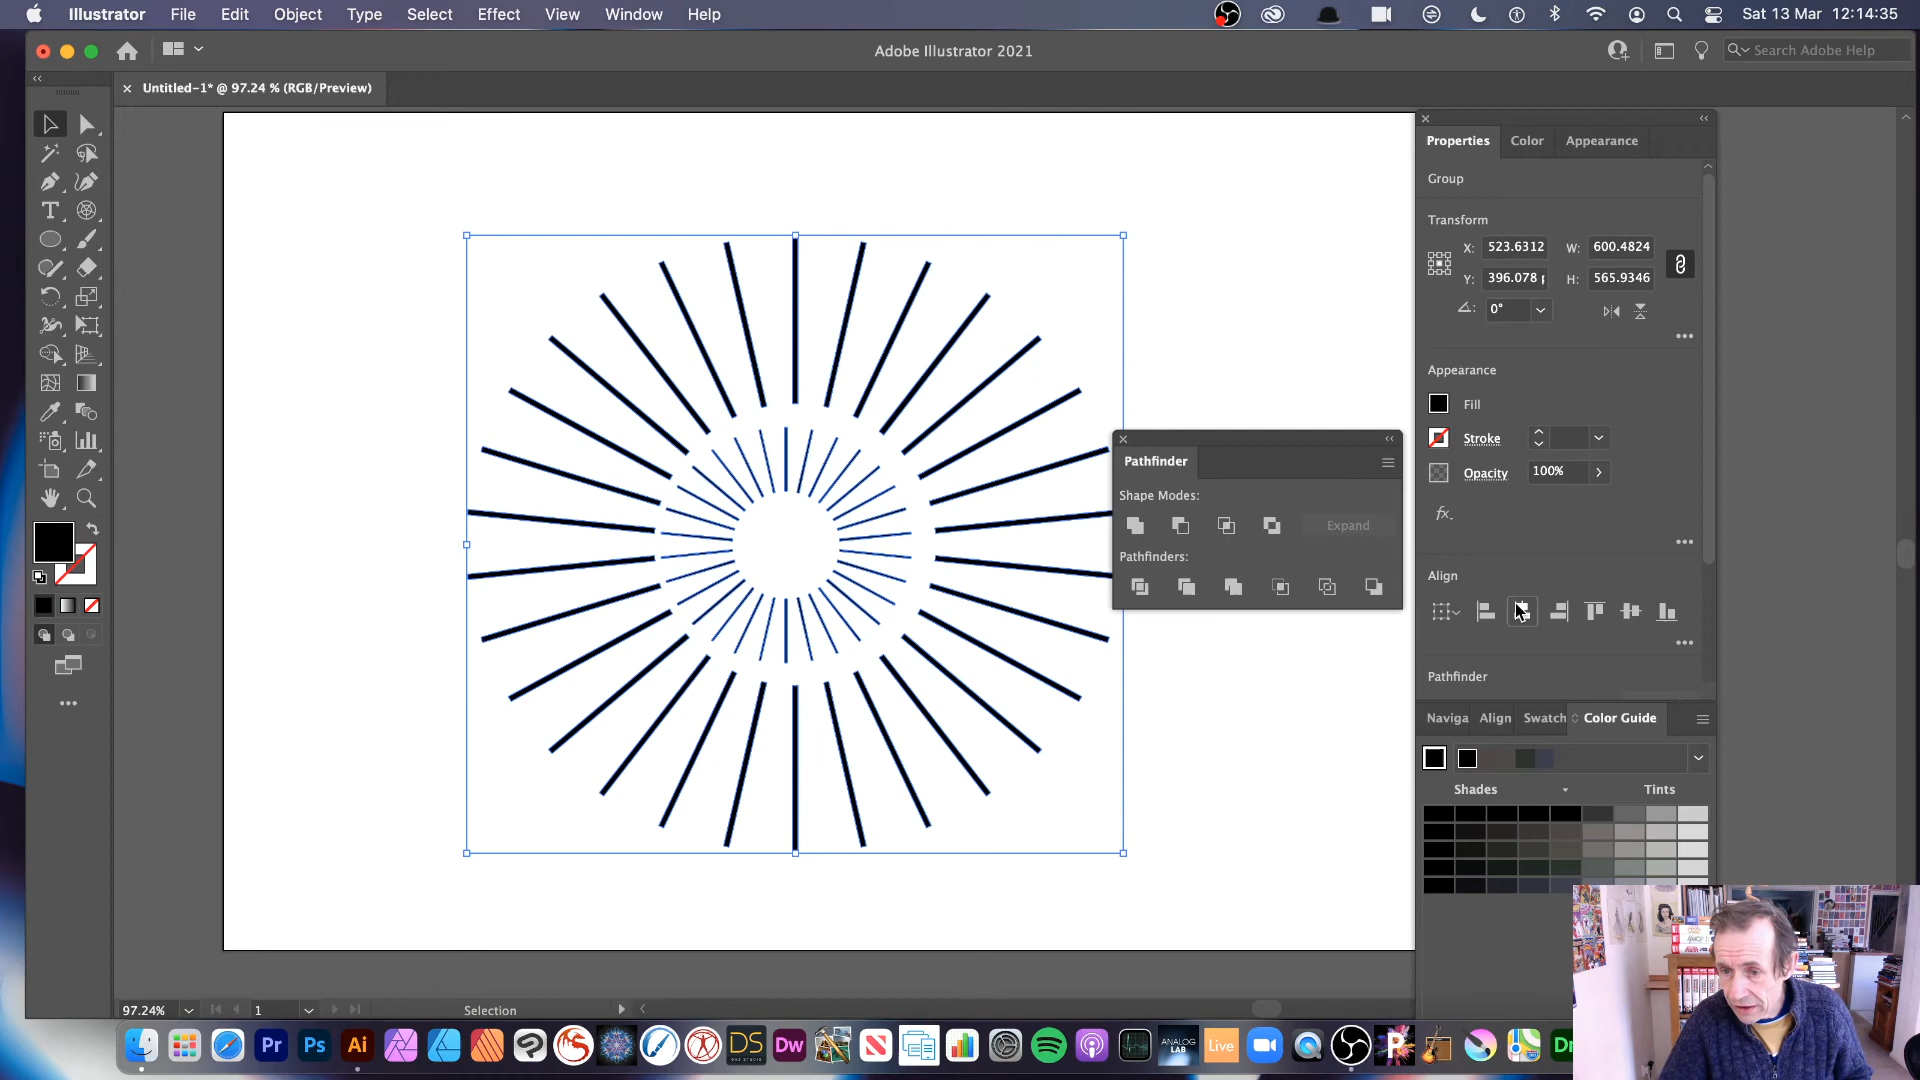 Illustrator File Edit Object Type Select Effect View Window Help Sat 13 Mar 12:14:35
Adobe Illustrator 2021
Search Adobe Help
Untitled-1* @ 97.24 % (RGB/Preview)
Properties Color Appearance
Group
Transform
X: 523.6312 W: 600.4824
Y: 396.078 H: 565.9346
0°
Appearance
Fill
Stroke
Opacity 100%
fx.
Pathfinder
Shape Modes:
Expand
Pathfinders:
Align
Pathfinder
Naviga Align Swatch Color Guide
Shades Tints
97.24% 1 Selection
Pr Ps Ai DS Dw ANALOG LAB Live P Dr